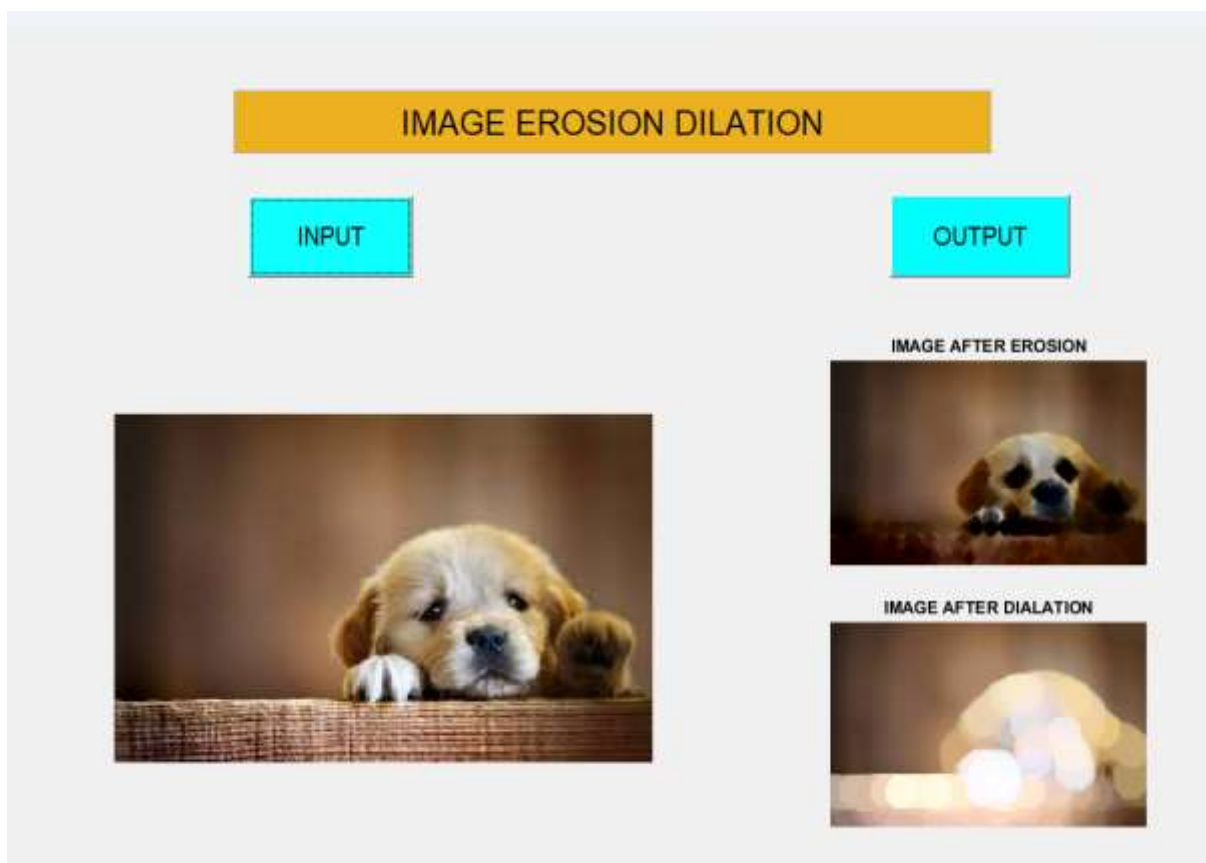 IMAGE EROSION DILATION
INPUT
OUTPUT
IMAGE AFTER EROSION
IMAGE AFTER DIALATION